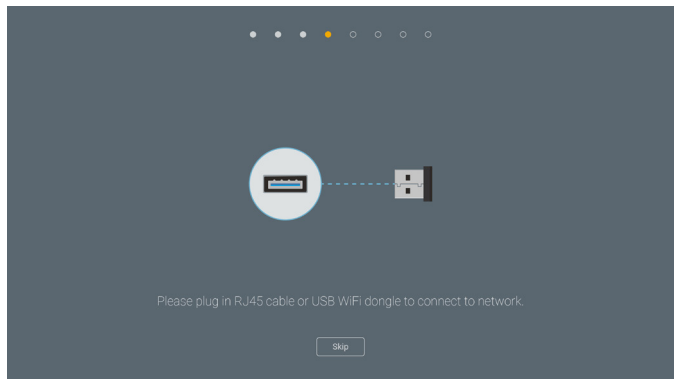 Please plug in RJ45 cable or USB WiFi dongle to connect to network.
Skip